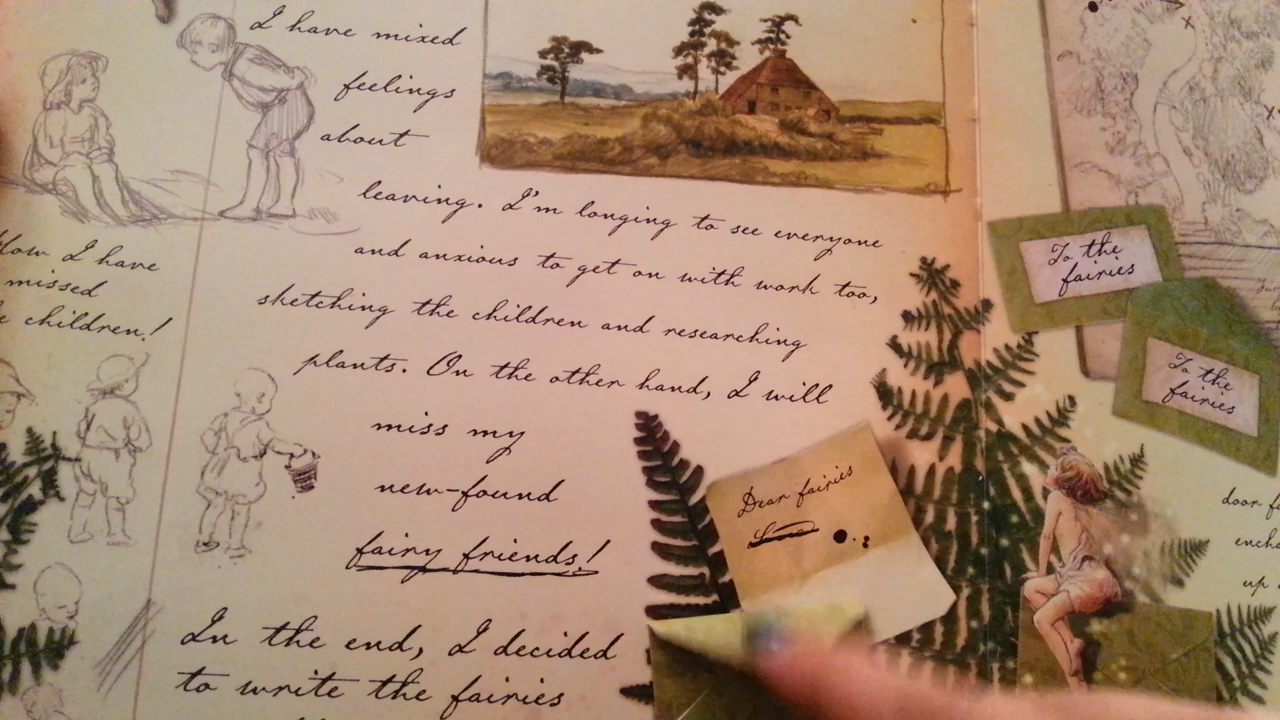 I have mixed
feelings
about
leaving. I'm longing to see everyone
and anxious to get on with work too,
sketching the children and researching
plants. On the other hand, I will
miss my
new-found
fairy friends!
In the end, I decided
to write the fairies
How I have
missed
children!
Dear fairies
To the
fairies
To the
fairies
door
up